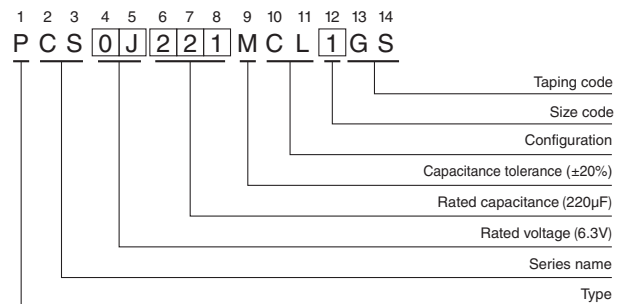 1 2 3 4 5 6 7 8 9 10 11 12 13 14
P C S 0 J 2 2 1 M C L 1 G S
Taping code
Size code
Configuration
Capacitance tolerance (±20%)
Rated capacitance (220μF)
Rated voltage (6.3V)
Series name
Type